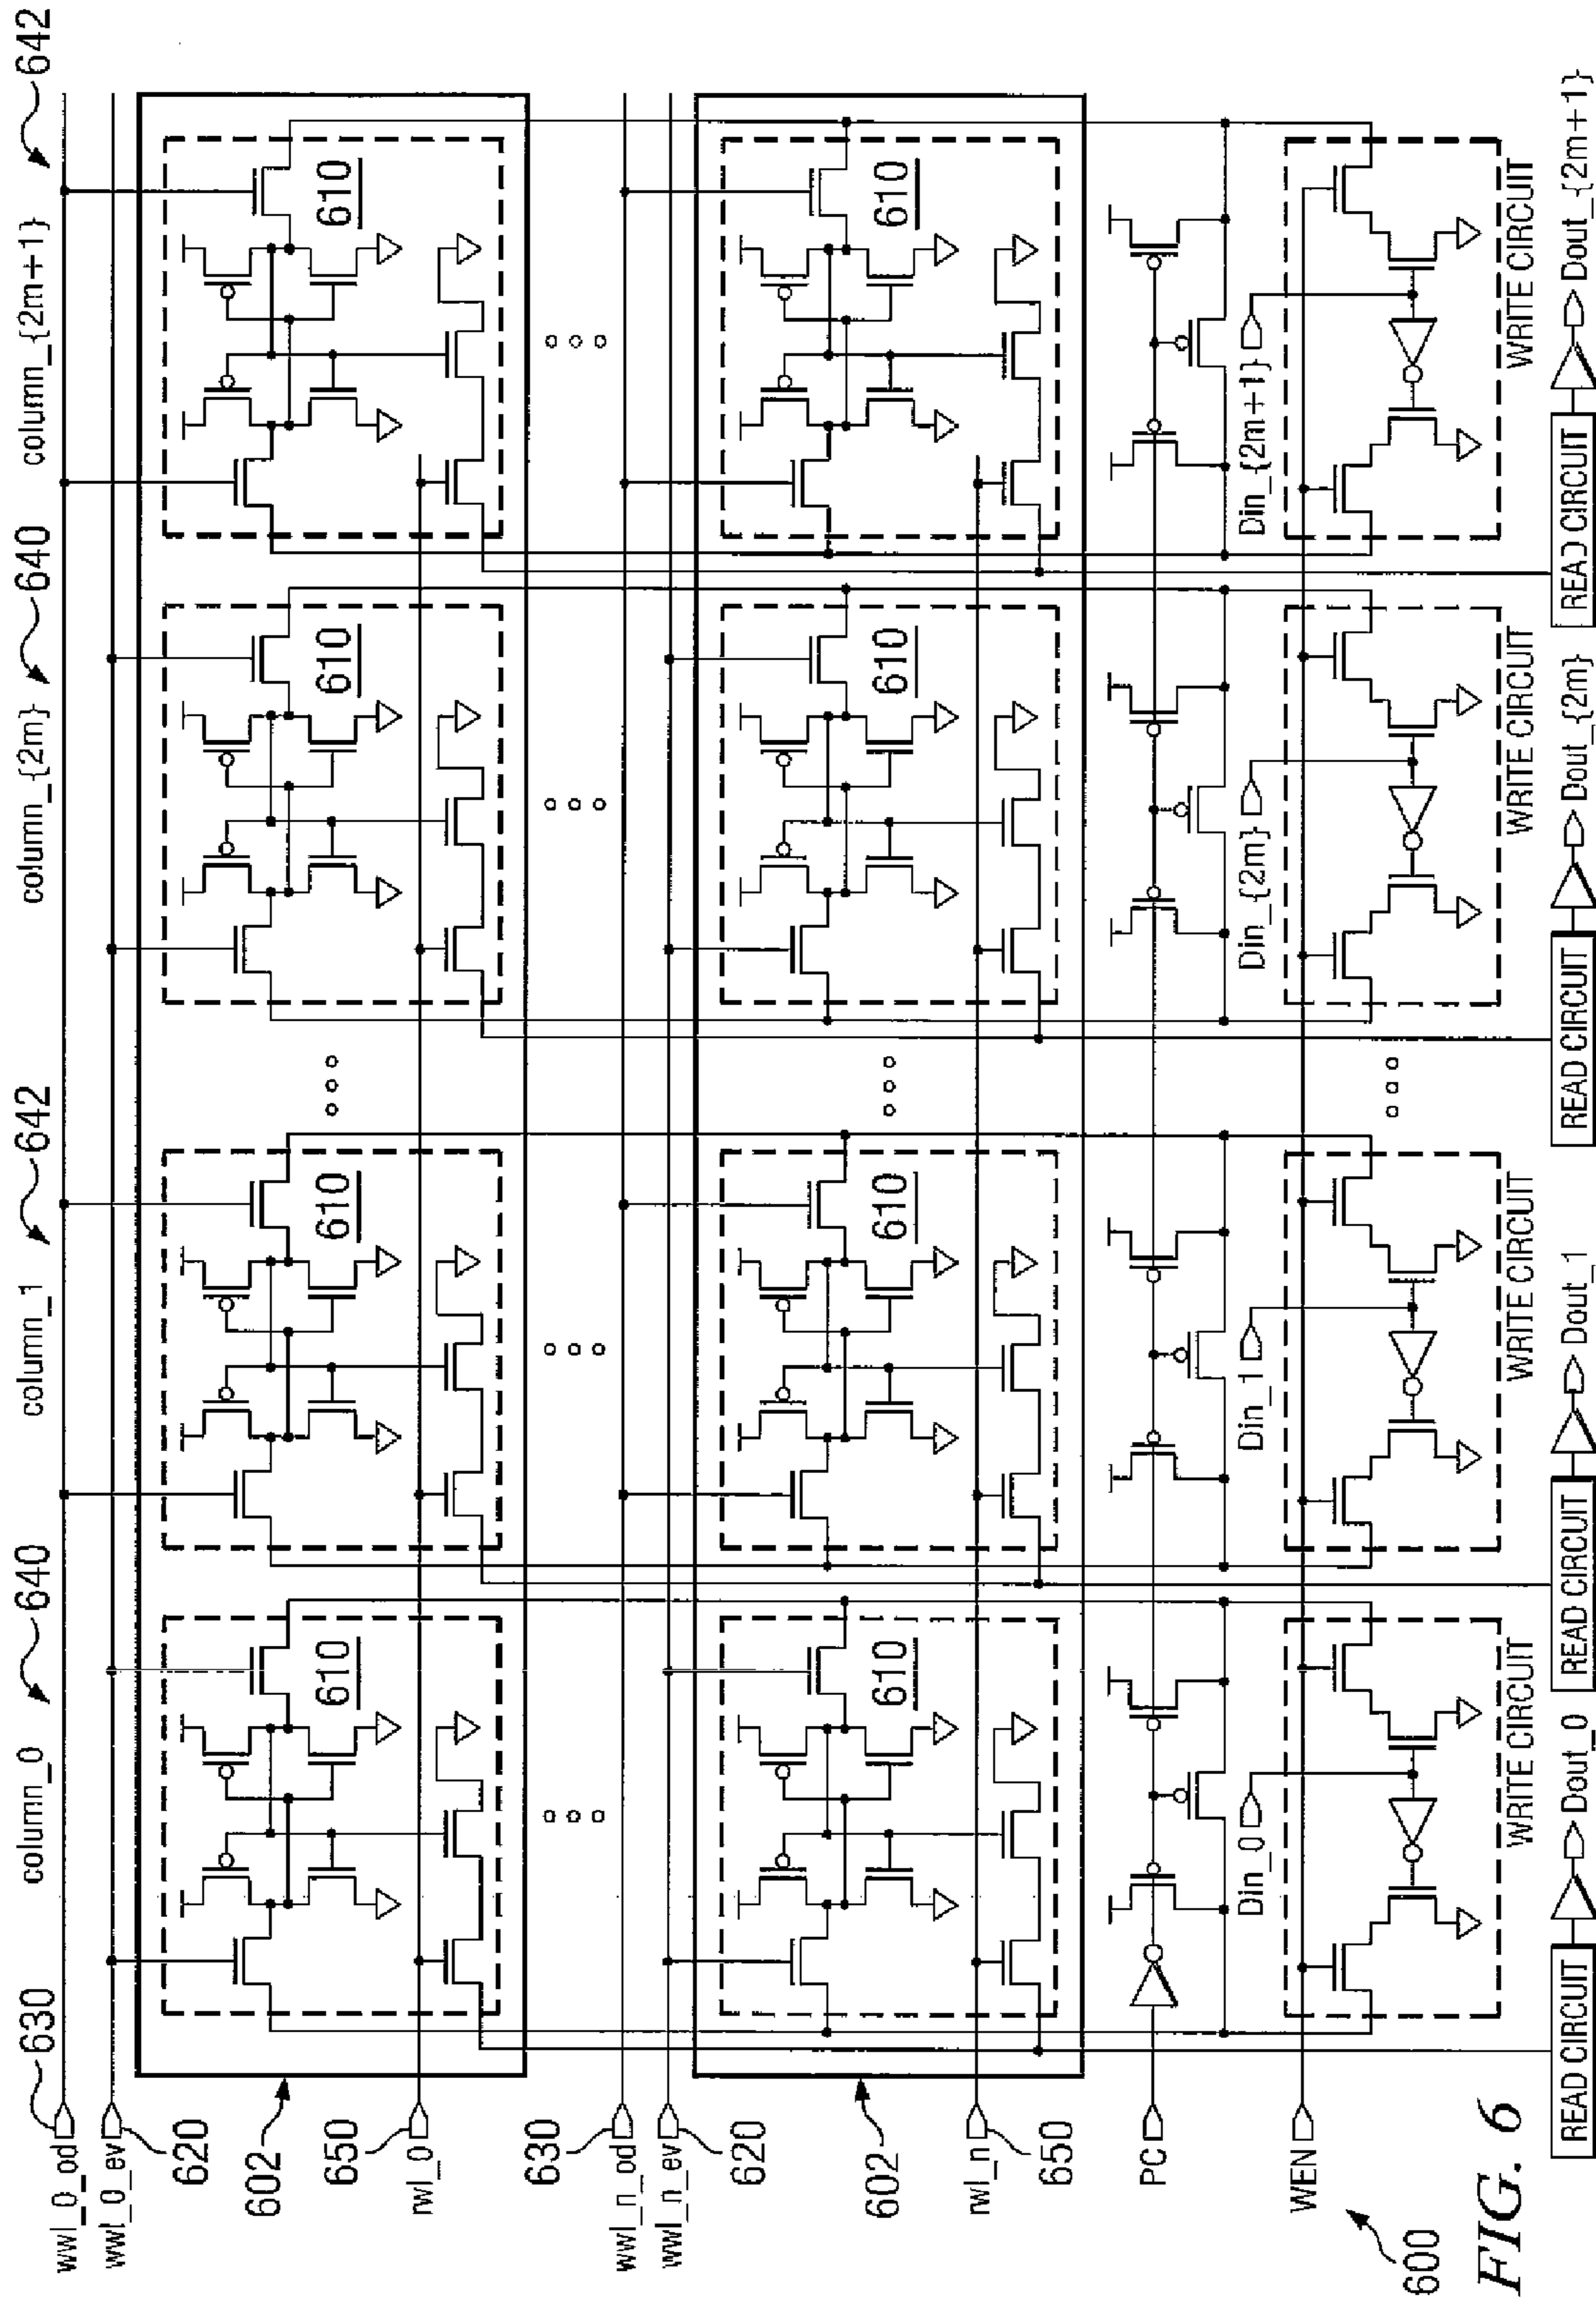 column_0 640
column_1 642
column_{2m} 640
column_{2m+1} 642
wwl_0_od 630
wwl_0_ev 620
602
610
610
610
610
rwl_0 650
wwl_n_od 630
wwl_n_ev 620
602
610
610
610
610
rwl_n 650
PC
Din_0
Din_1
Din_{2m}
Din_{2m+1}
WEN
WRITE CIRCUIT
WRITE CIRCUIT
WRITE CIRCUIT
WRITE CIRCUIT
READ CIRCUIT Dout_0
READ CIRCUIT Dout_1
READ CIRCUIT Dout_{2m}
READ CIRCUIT Dout_{2m+1}
600
FIG. 6